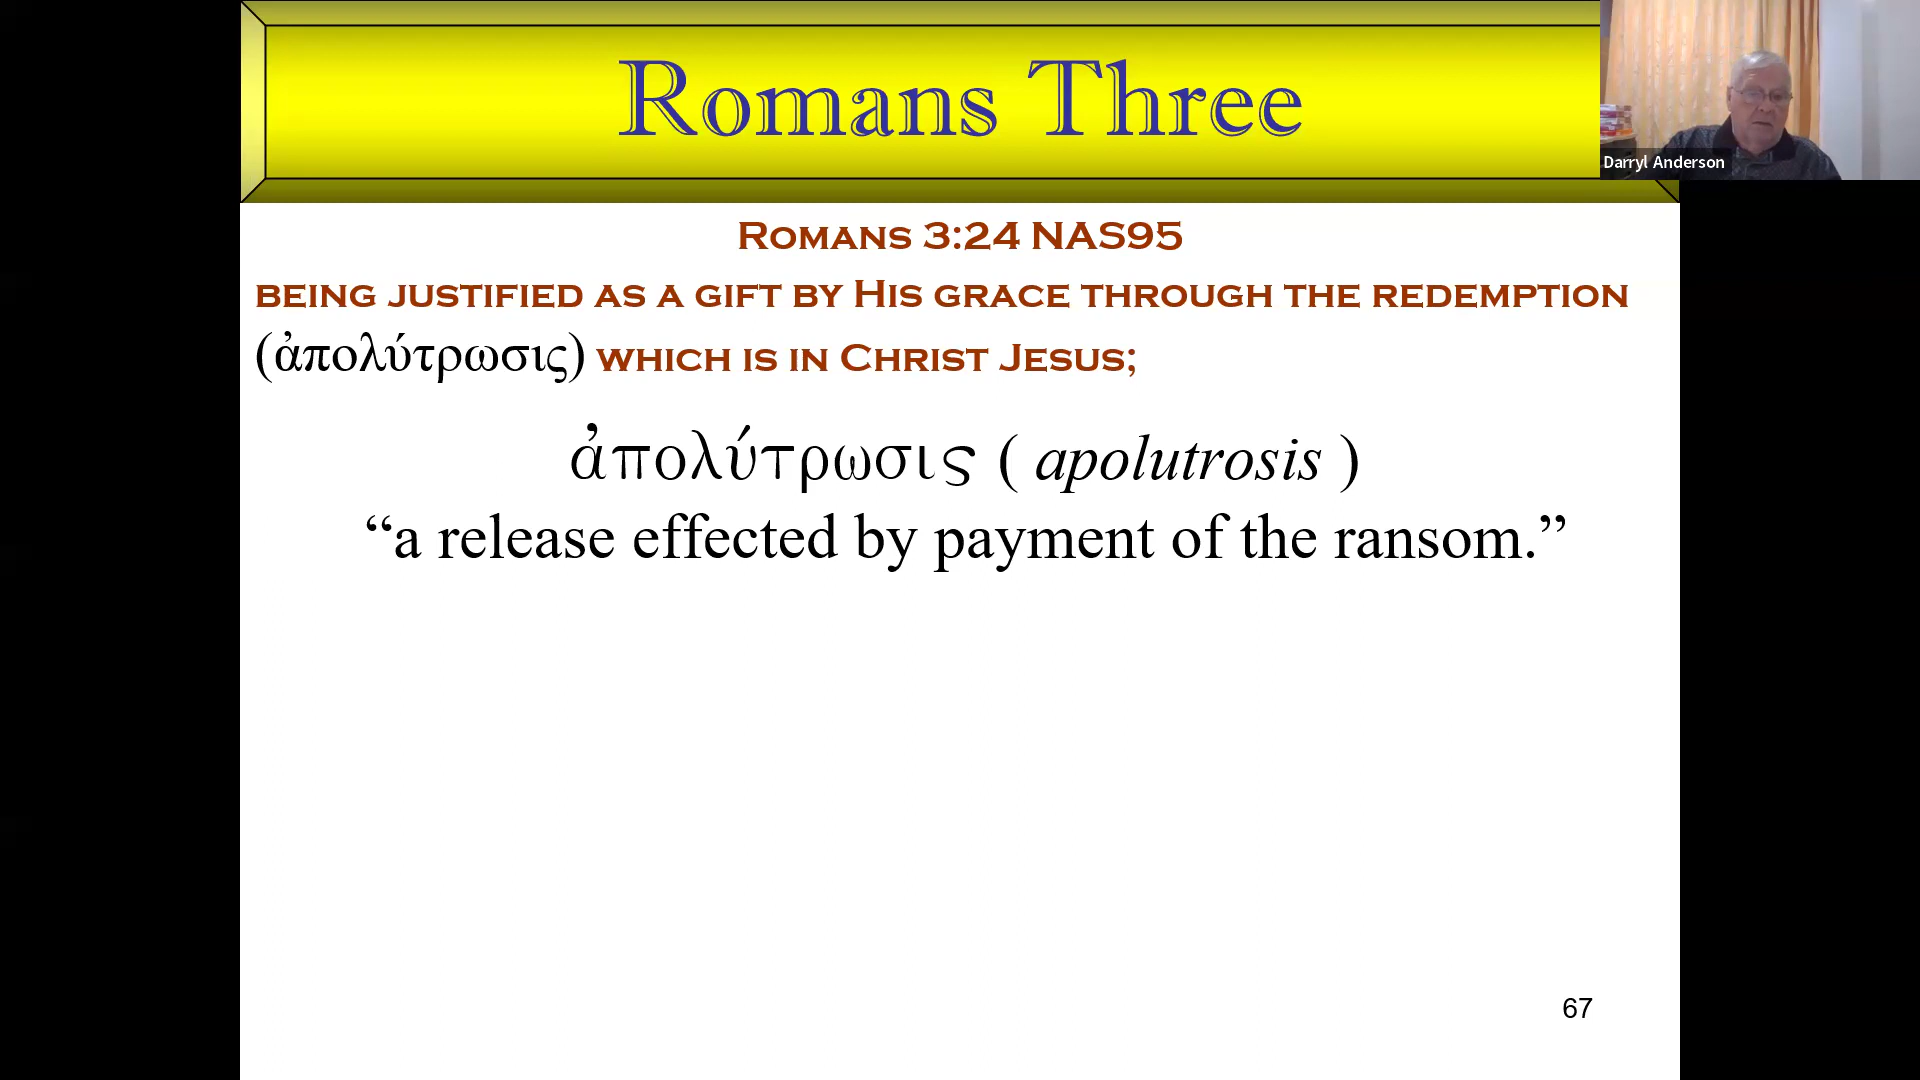 Romans Three
Darryl Anderson
Romans 3:24 NAS95
being justified as a gift by His grace through the redemption
(ἀπολύτρωσις) which is in Christ Jesus;
ἀπολύτρωσις ( apolutrosis )
“a release effected by payment of the ransom.”
67